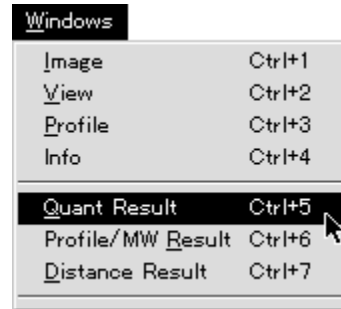 Windows
Image Ctrl+1
View Ctrl+2
Profile Ctrl+3
Info Ctrl+4
Quant Result Ctrl+5
Profile/MW Result Ctrl+6
Distance Result Ctrl+7